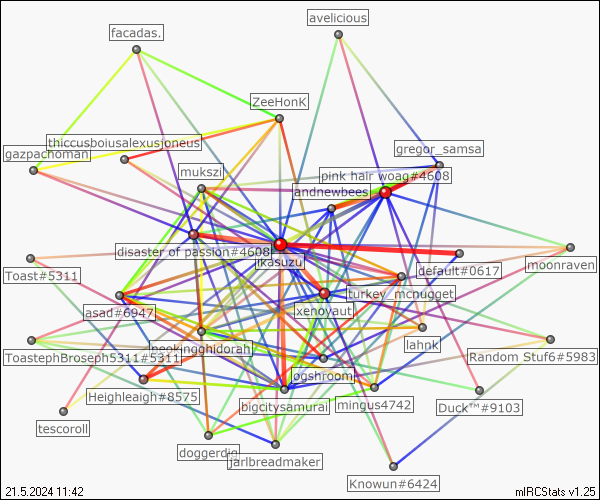 avelicious
facadas.
ZeeHonK
thiccusboiusalexusjoneus
gregor_samsa
gazpachoman
mukszi
pink hair woag#4608
andnewbees
disaster of passion#4608
ikasuzu
moonraven
Toast#5311
default#0617
turkey_mcnugget
asad#6947
xenoyaut
lahnk
ToastephBroseph5311#5311
Random Stuf6#5983
ogshroom
Heighleaigh#8575
bigcitysamurai
mingus4742
Duck™#9103
tescoroll
doggerdig
jarlbreadmaker
Knowun#6424
21.5.2024 11:42
mIRCStats v1.25